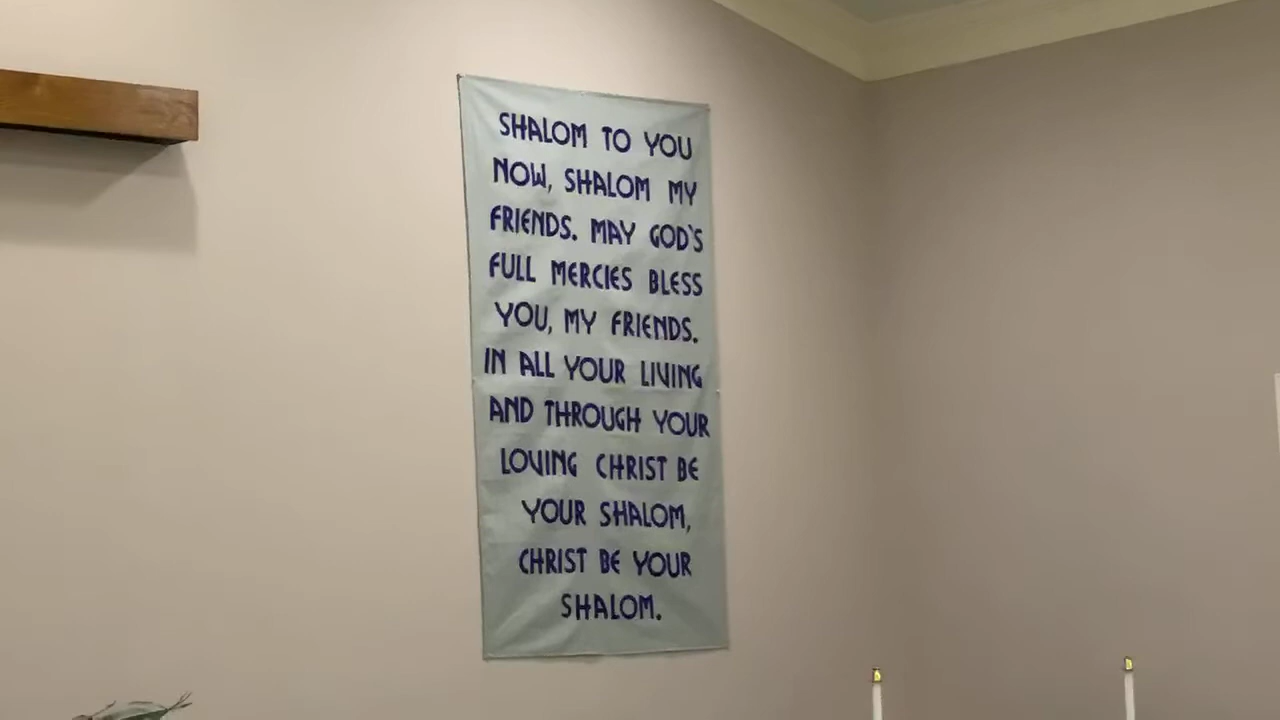 SHALOM TO YOU
NOW, SHALOM MY
FRIENDS. MAY GOD'S
FULL MERCIES BLESS
YOU, MY FRIENDS.
IN ALL YOUR LIVING
AND THROUGH YOUR
LOVING CHRIST BE
YOUR SHALOM,
CHRIST BE YOUR
SHALOM.